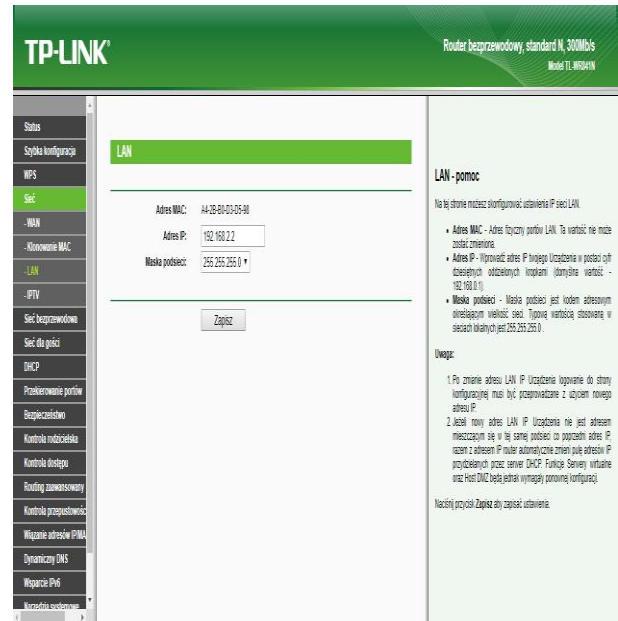 TP-LINK®
Router bezprzewodowy, standard N, 300Mb/s
Model TL-WR841N
Status
Szybka konfiguracja
WPS
Sieć
- WAN
- Klonowanie MAC
- LAN
- IPTV
Sieć bezprzewodowa
Sieć dla gości
DHCP
Przekierowanie portów
Bezpieczeństwo
Kontrola rodzicielska
Kontrola dostępu
Routing zaawansowany
Kontrola przepustowośc
Wiązanie adresów IP/MA
Dynamiczny DNS
Wsparcie IPv6
Narzędzia systemowe
LAN
Adres MAC: A4-2B-B0-D3-D5-98
Adres IP: 192.168.2.2
Maska podsieci: 255.255.255.0
Zapisz
LAN - pomoc
Na tej stronie możesz skonfigurować ustawienia IP sieci LAN.
• Adres MAC - Adres fizyczny portów LAN. Ta wartość nie może
zostać zmieniona.
• Adres IP - Wprowadź adres IP twojego Urządzenia w postaci cyfr
dziesiętnych oddzielonych kropkami (domyślna wartość -
192.168.0.1).
• Maska podsieci - Maska podsieci jest kodem adresowym
określającym wielkość sieci. Typową wartością stosowaną w
sieciach lokalnych jest 255.255.255.0 .
Uwaga:
1. Po zmianie adresu LAN IP Urządzenia logowanie do strony
konfiguracyjnej musi być przeprowadzane z użyciem nowego
adresu IP.
2. Jeżeli nowy adres LAN IP Urządzenia nie jest adresem
mieszczącym się w tej samej podsieci co poprzedni adres IP,
razem z adresem IP router automatycznie zmieni pulę adresów IP
przydzielanych przez serwer DHCP. Funkcje Serwery wirtualne
oraz Host DMZ będą jednak wymagały ponownej konfiguracji.
Naciśnij przycisk Zapisz aby zapisać ustawienia.